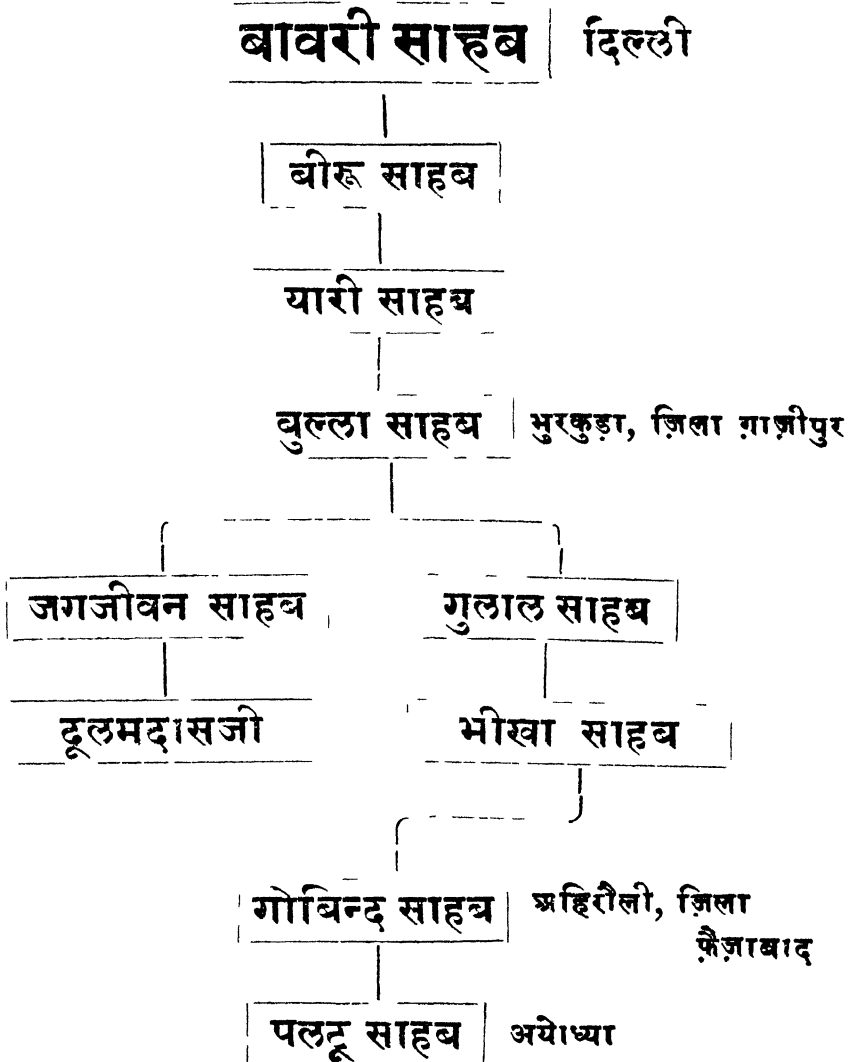 बावरी साहब दिल्ली
बीरू साहब
यारी साहब
बुल्ला साहब भुरकुड़ा, ज़िला ग़ाज़ीपुर
जगजीवन साहब गुलाल साहब
दूलमदासजी भीखा साहब
गोबिन्द साहब अहिरौली, ज़िला
फ़ैज़ाबाद
पलटू साहब अयोध्या